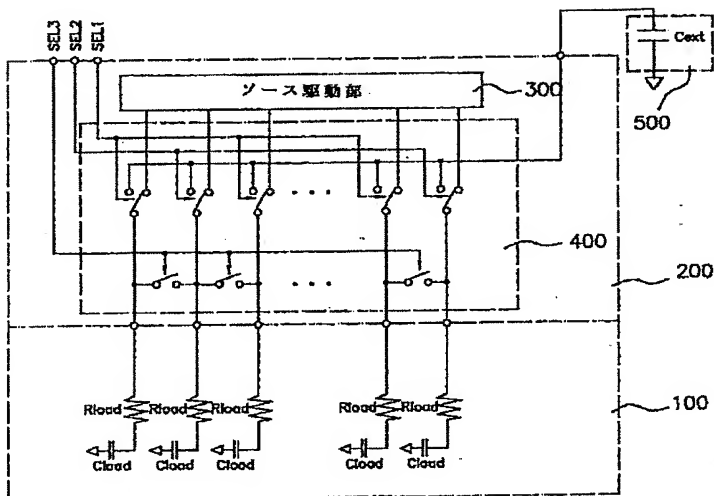 SEL3
SEL2
SEL1
Cext
500
ソース駆動部
300
400
200
Rload
Rload
Rload
Rload
Rload
100
Cload
Cload
Cload
Cload
Cload